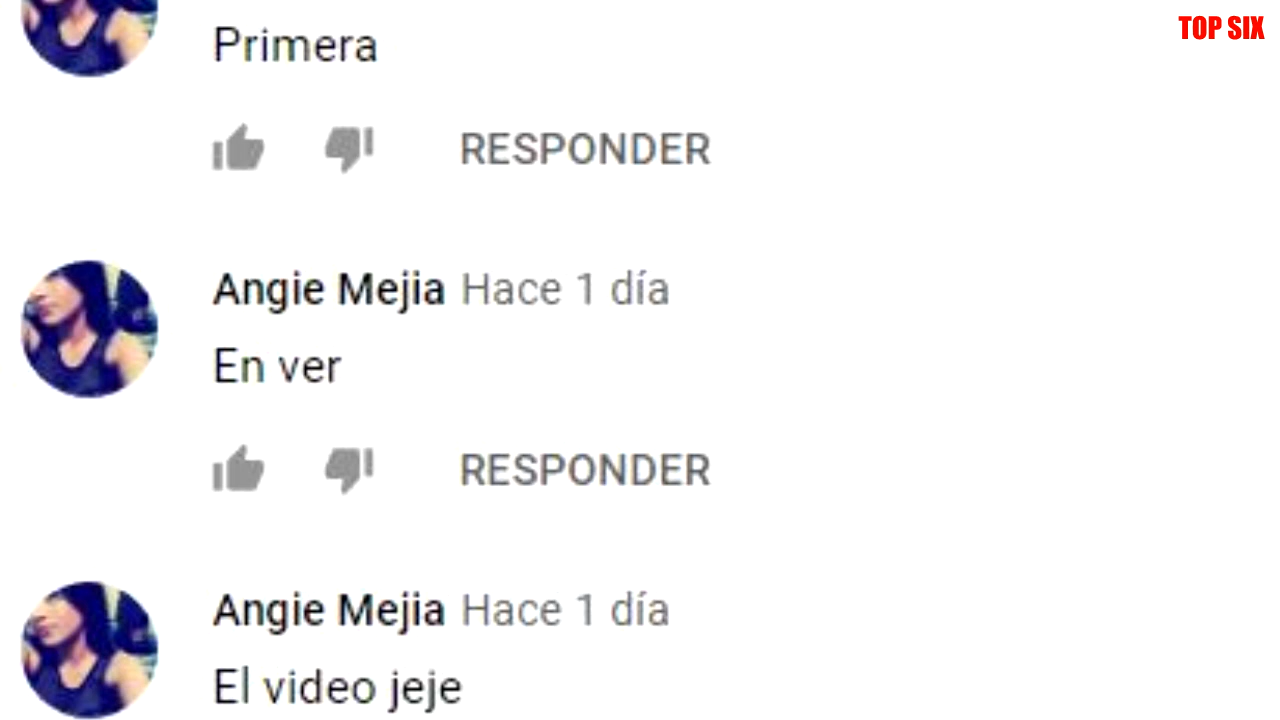 TOP SIX
Primera
RESPONDER
Angie Mejia Hace 1 día
En ver
RESPONDER
Angie Mejia Hace 1 día
El video jeje